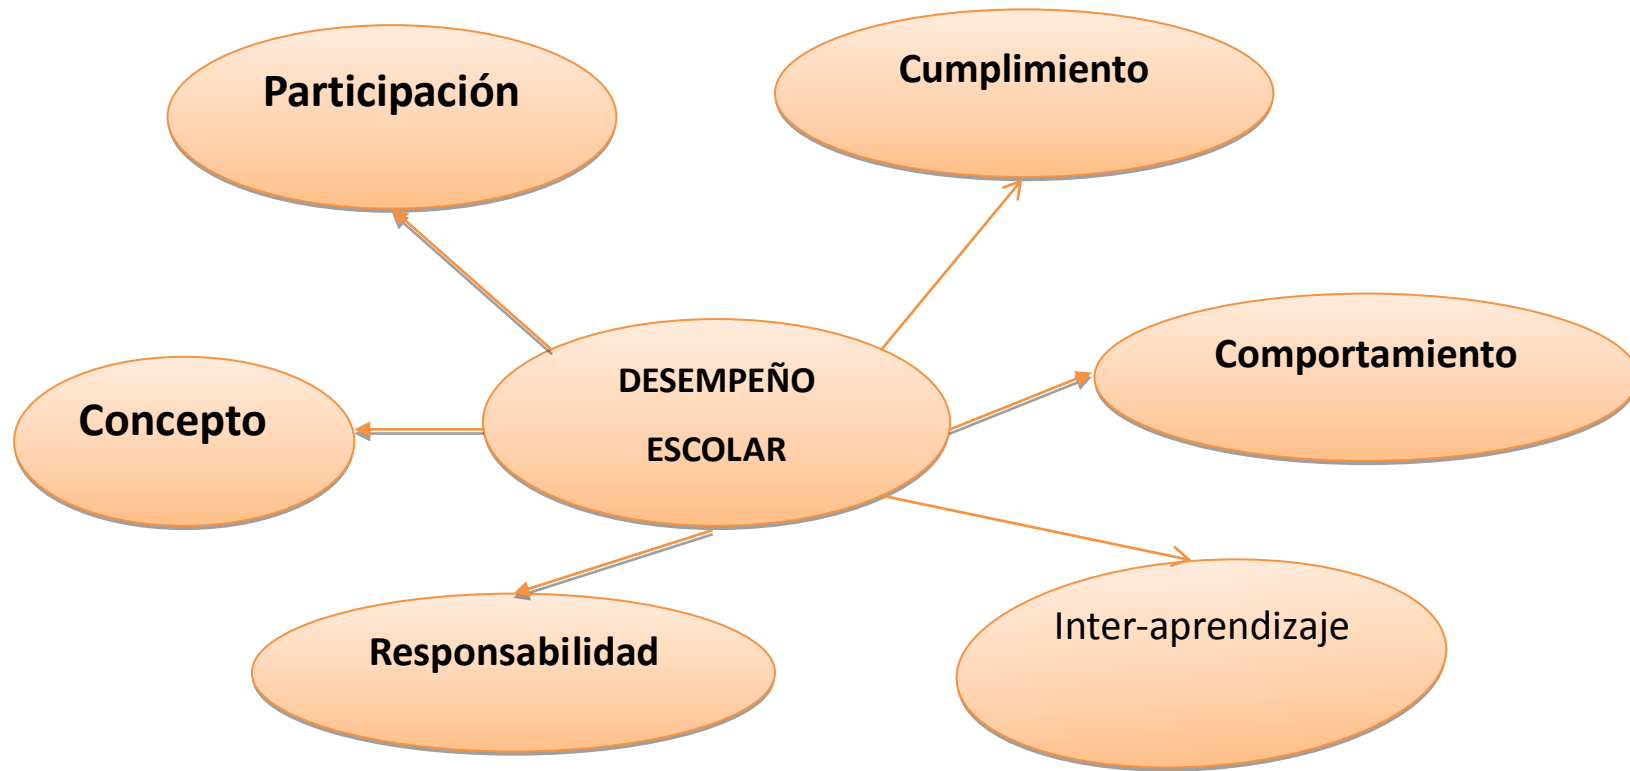 Participación
Cumplimiento
Comportamiento
DESEMPEÑO
ESCOLAR
Concepto
Inter-aprendizaje
Responsabilidad